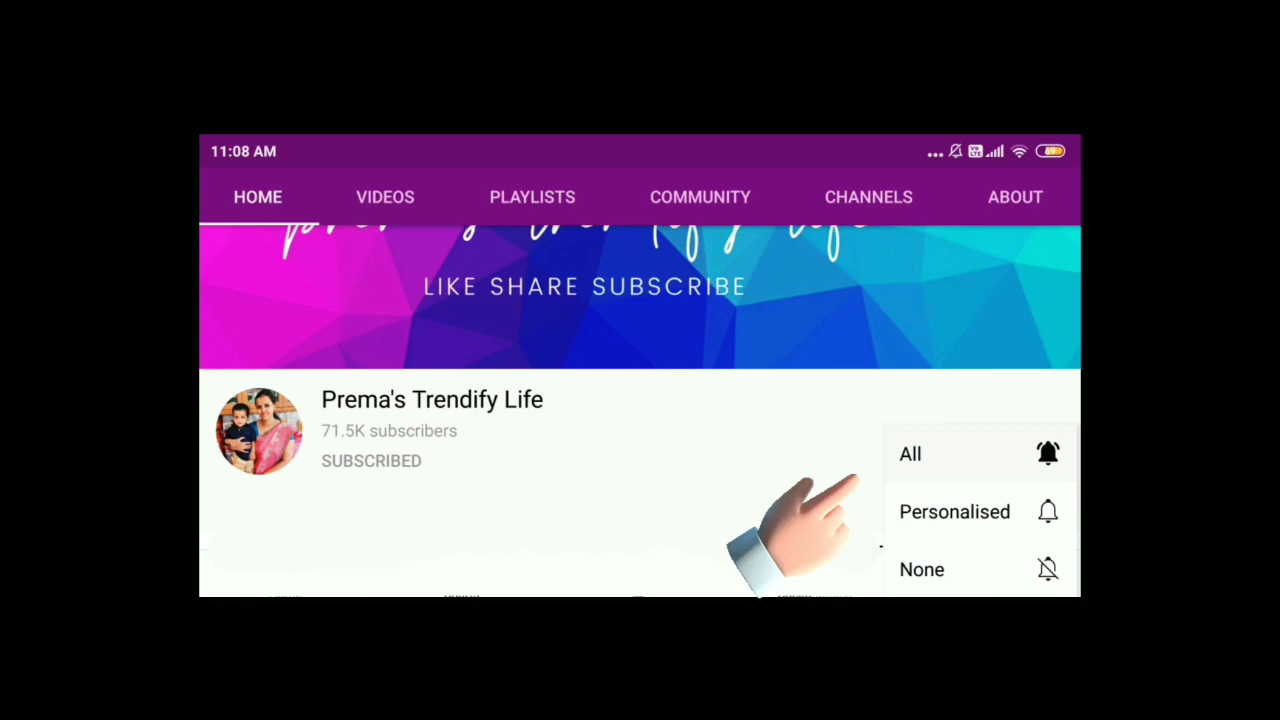 11:08 AM
69
HOME VIDEOS PLAYLISTS COMMUNITY CHANNELS ABOUT
LIKE SHARE SUBSCRIBE
Prema's Trendify Life
71.5K subscribers
SUBSCRIBED
All
Personalised
None